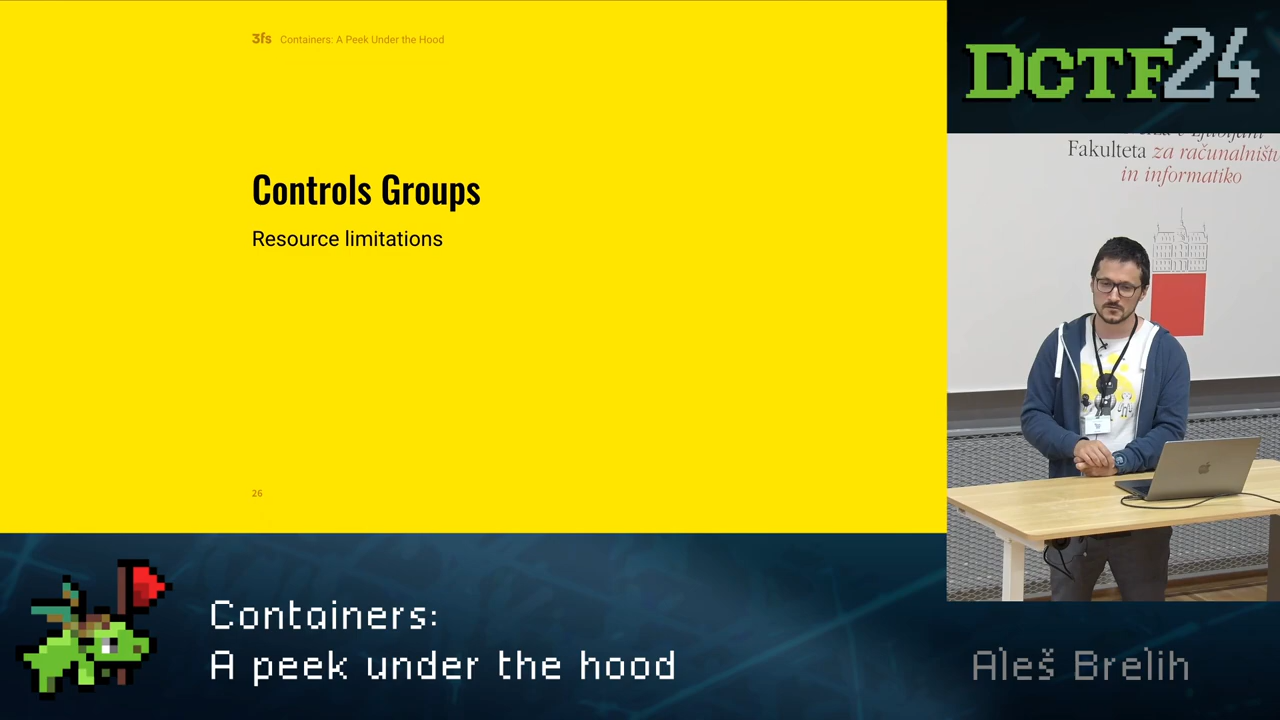 3fs Containers: A Peek Under the Hood
Controls Groups
Resource limitations
26
DCTF24
Fakulteta za računalništv
in informatiko
Containers:
A peek under the hood
Aleš Brelih